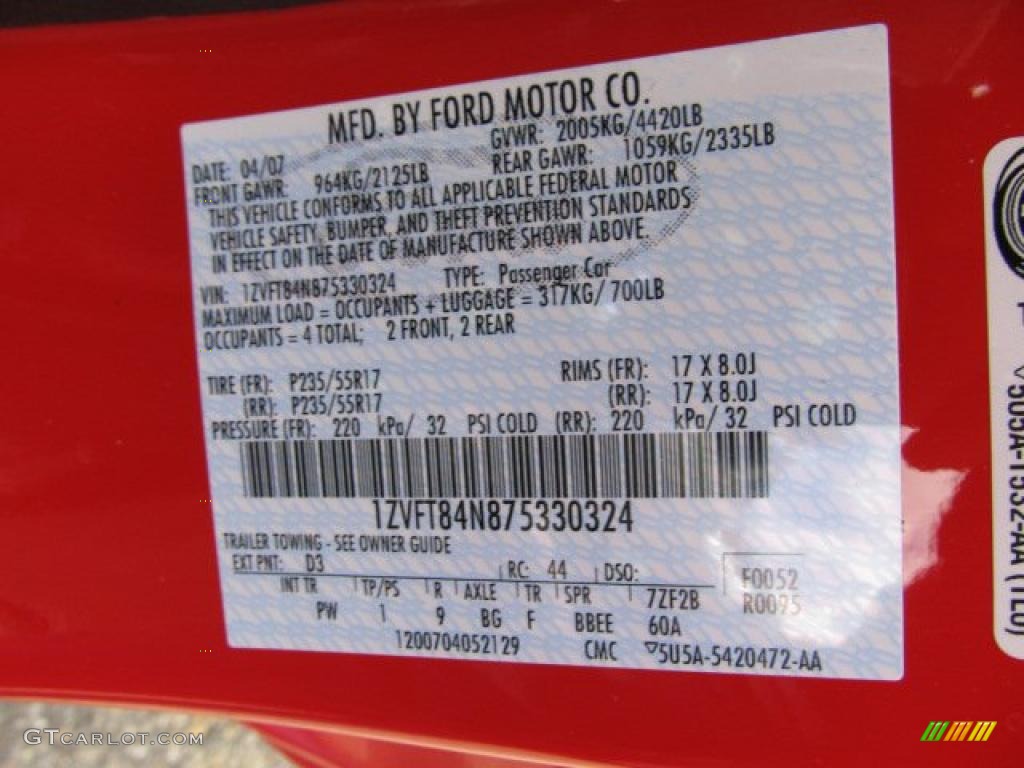 MFD. BY FORD MOTOR CO.
DATE: 04/07 GVWR: 2005KG/4420LB
FRONT GAWR: 964KG/2125LB REAR GAWR: 1059KG/2335LB
THIS VEHICLE CONFORMS TO ALL APPLICABLE FEDERAL MOTOR
VEHICLE SAFETY, BUMPER, AND THEFT PREVENTION STANDARDS
IN EFFECT ON THE DATE OF MANUFACTURE SHOWN ABOVE.
VIN: 1ZVFT84N875330324 TYPE: Passenger Car
MAXIMUM LOAD = OCCUPANTS + LUGGAGE = 317KG/700LB
OCCUPANTS = 4 TOTAL; 2 FRONT, 2 REAR
TIRE (FR): P235/55R17 RIMS (FR): 17 X 8.0J
(RR): P235/55R17 (RR): 17 X 8.0J
PRESSURE (FR): 220 kPa/ 32 PSI COLD (RR): 220 kPa/ 32 PSI COLD
1ZVFT84N875330324
TRAILER TOWING - SEE OWNER GUIDE
EXT PNT: D3 RC: 44 DSO: F0052
INT TR TP/PS R AXLE TR SPR 7ZF2B R0095
PW 1 9 BG F BBEE 60A
1200704052129 CMC ▽5U5A-5420472-AA
GTCARLOT.COM